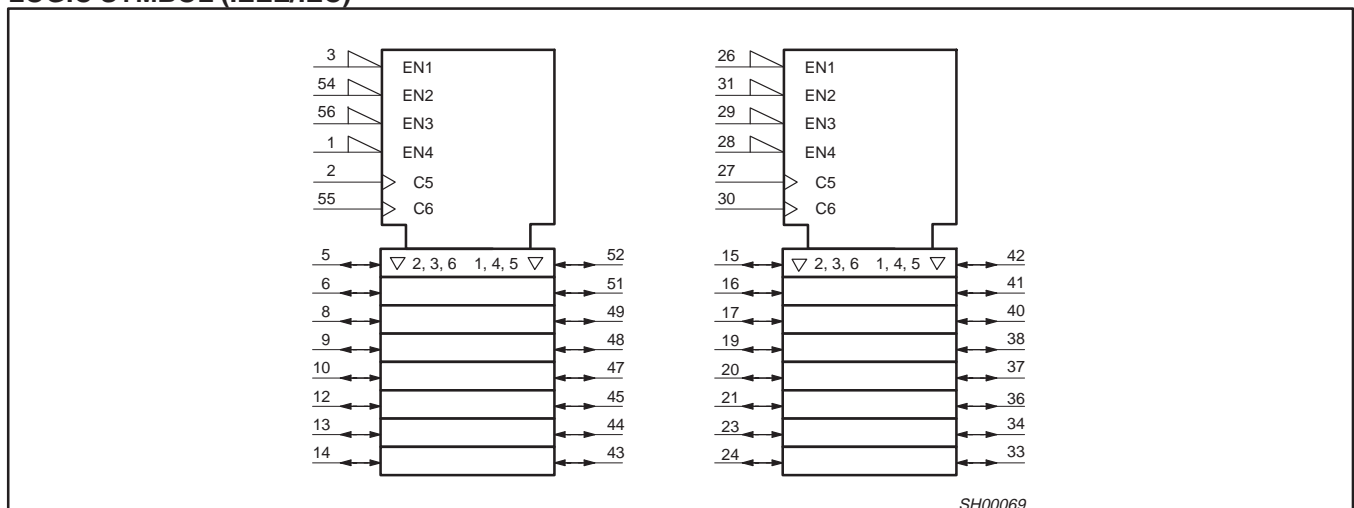 LOGIC SYMBOL (IEEE/IEC)
3 EN1
54 EN2
56 EN3
1 EN4
2 C5
55 C6
5 ▽ 2, 3, 6 1, 4, 5 ▽ 52
6 51
8 49
9 48
10 47
12 45
13 44
14 43
26 EN1
31 EN2
29 EN3
28 EN4
27 C5
30 C6
15 ▽ 2, 3, 6 1, 4, 5 ▽ 42
16 41
17 40
19 38
20 37
21 36
23 34
24 33
SH00069